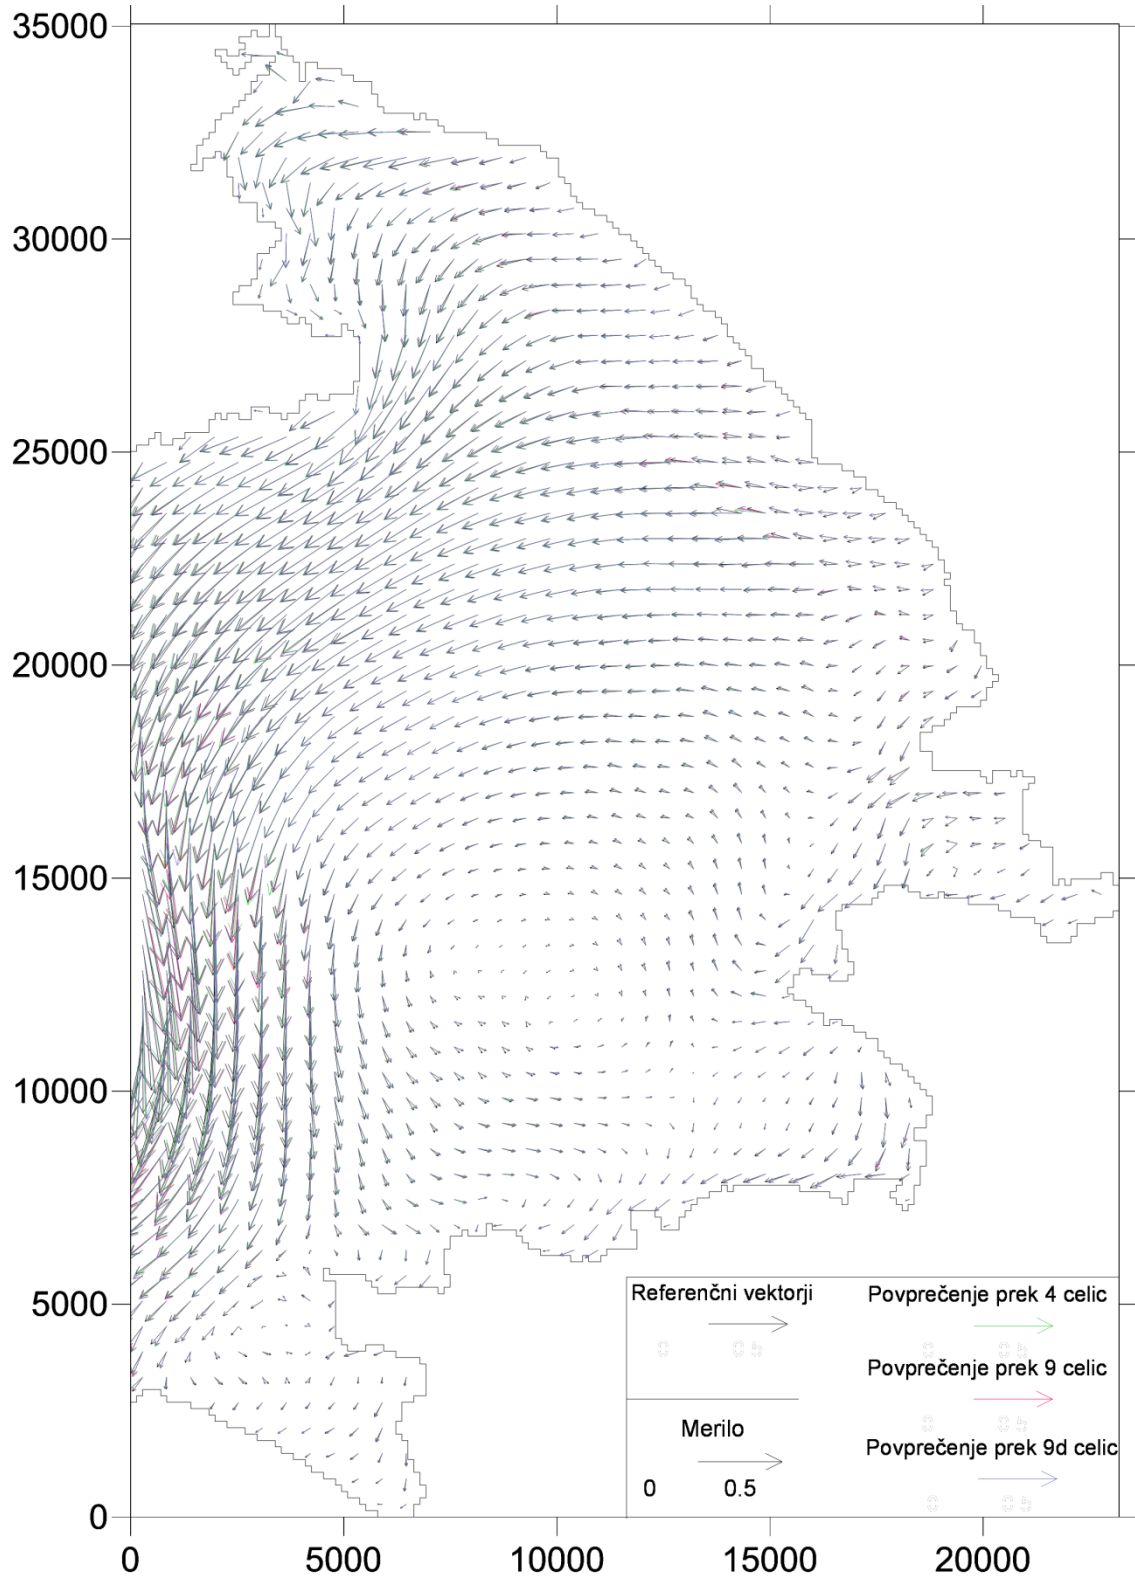 35000
30000
25000
20000
15000
10000
5000
0
0 5000 10000 15000 20000
Referenčni vektorji
Merilo
0 0.5
Povprečenje prek 4 celic
Povprečenje prek 9 celic
Povprečenje prek 9d celic